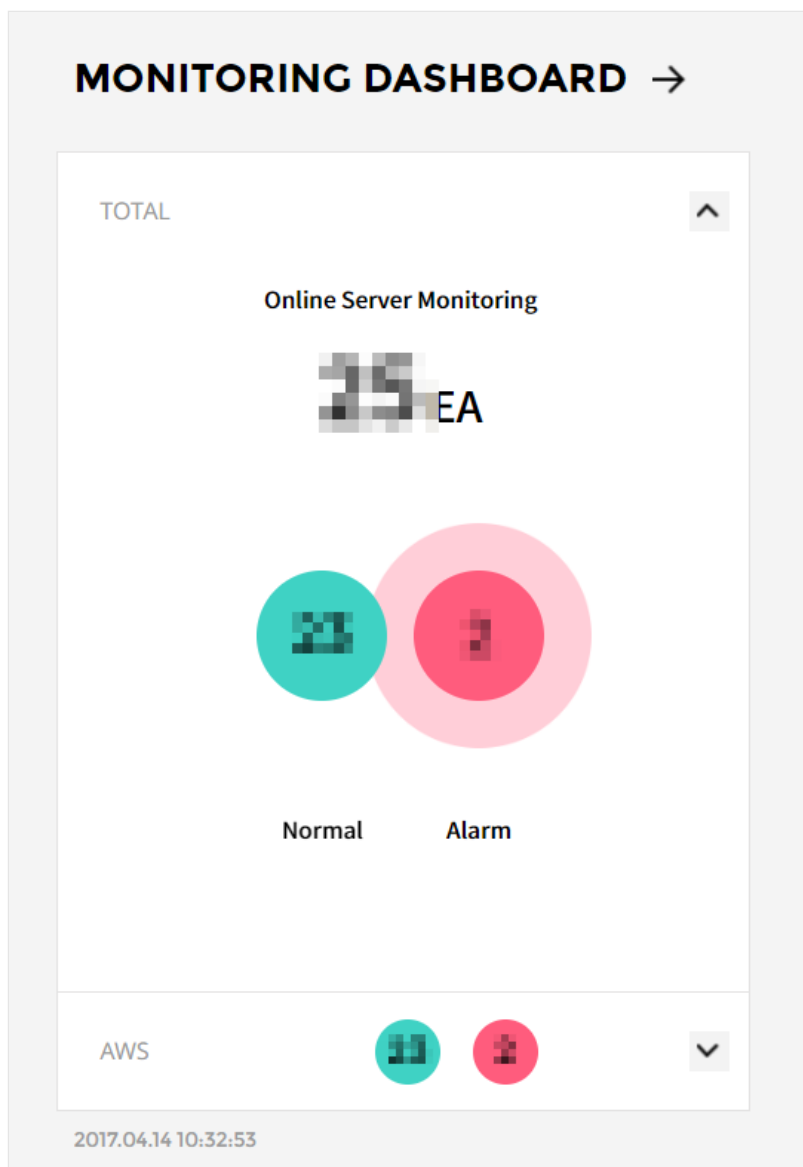 MONITORING DASHBOARD →
TOTAL
Online Server Monitoring
EA
Normal
Alarm
AWS
2017.04.14 10:32:53